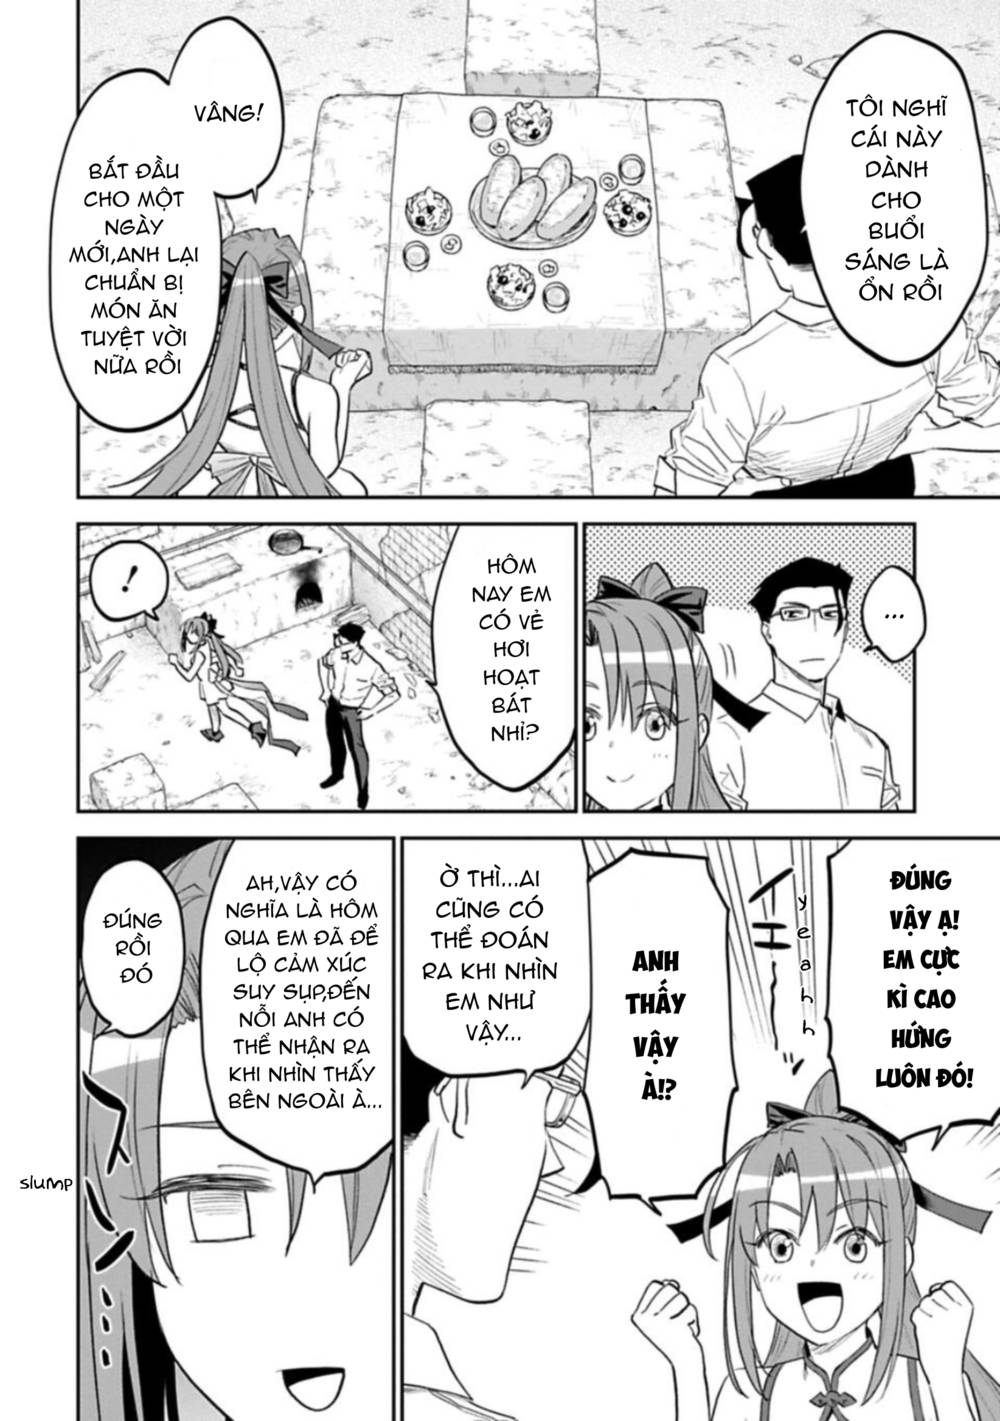 TÔI NGHĨ
CÁI NÀY
DÀNH
CHO
BUỔI
SÁNG LÀ
ỔN RỒI
VÂNG!
BẮT ĐẦU
CHO MỘT
NGÀY
MỚI,ANH LẠI
CHUẨN BỊ
MÓN ĂN
TUYỆT VỜI
NỮA RỒI
...
HÔM
NAY EM
CÓ VẺ
HƠI
HOẠT
BÁT
NHỈ?
!
ĐÚNG
VẬY Ạ!
EM CỰC
KÌ CAO
HỨNG
LUÔN ĐÓ!
yeahh
ANH
THẤY
VẬY
À!?
Ờ THÌ...AI
CŨNG CÓ
THỂ ĐOÁN
RA KHI NHÌN
EM NHƯ
VẬY...
AH,VẬY CÓ
NGHĨA LÀ HÔM
QUA EM ĐÃ ĐỂ
LỘ CẢM XÚC
SUY SỤP,ĐẾN
NỖI ANH CÓ
THỂ NHẬN RA
KHI NHÌN THẤY
BÊN NGOÀI À...
ĐÚNG
RỒI
ĐÓ
slump